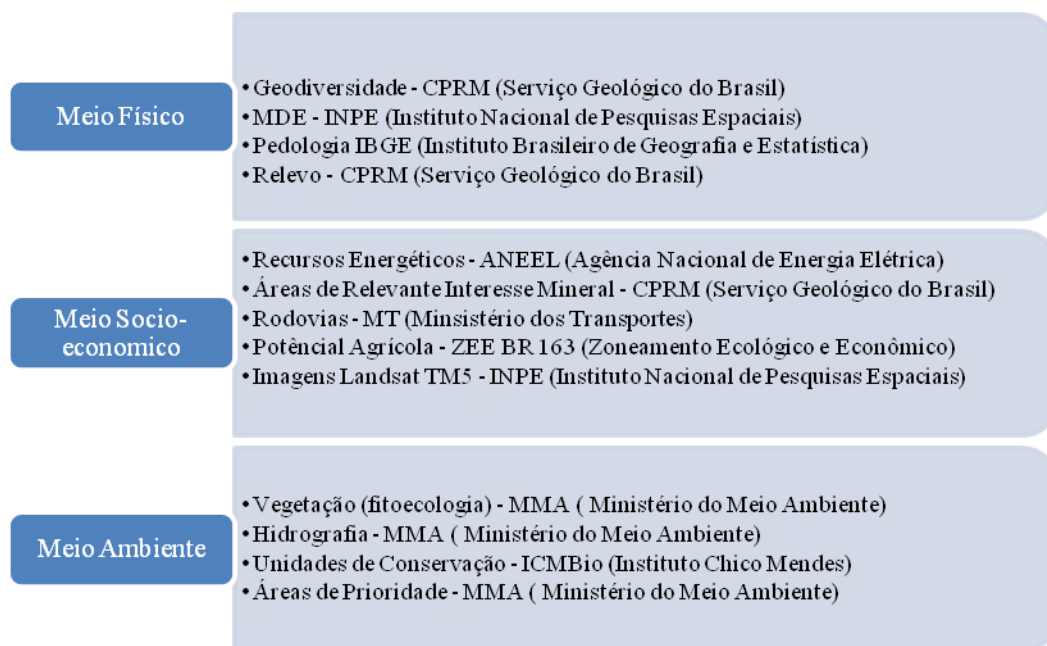 Meio Físico
• Geodiversidade - CPRM (Serviço Geológico do Brasil)
• MDE - INPE (Instituto Nacional de Pesquisas Espaciais)
• Pedologia IBGE (Instituto Brasileiro de Geografia e Estatística)
• Relevo - CPRM (Serviço Geológico do Brasil)
Meio Socio-
economico
• Recursos Energéticos - ANEEL (Agência Nacional de Energia Elétrica)
• Áreas de Relevante Interesse Mineral - CPRM (Serviço Geológico do Brasil)
• Rodovias - MT (Minsistério dos Transportes)
• Potêncial Agrícola - ZEE BR 163 (Zoneamento Ecológico e Econômico)
• Imagens Landsat TM5 - INPE (Instituto Nacional de Pesquisas Espaciais)
Meio Ambiente
• Vegetação (fitoecologia) - MMA ( Ministério do Meio Ambiente)
• Hidrografia - MMA ( Ministério do Meio Ambiente)
• Unidades de Conservação - ICMBio (Instituto Chico Mendes)
• Áreas de Prioridade - MMA ( Ministério do Meio Ambiente)